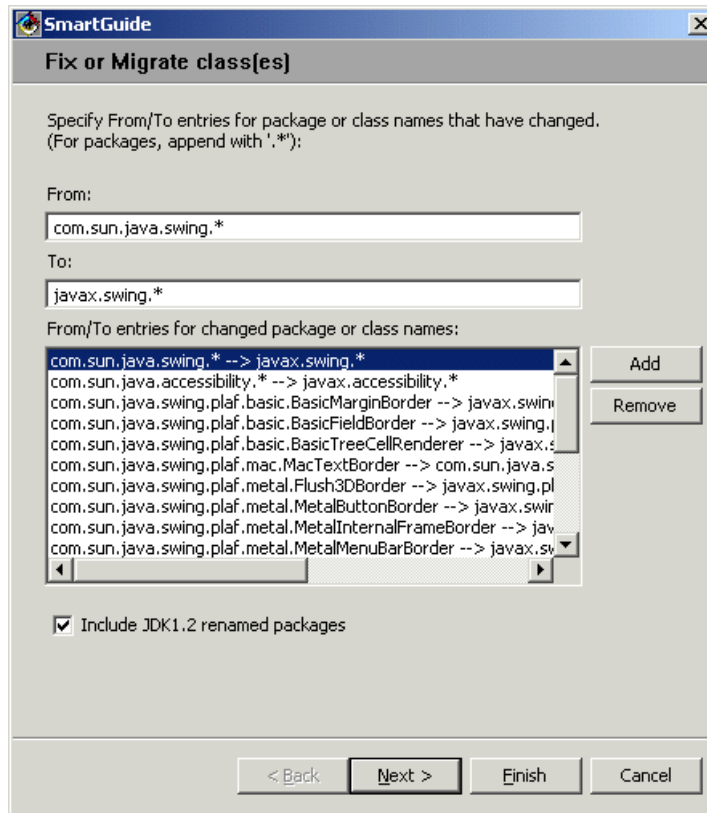 SmartGuide
Fix or Migrate class(es)
Specify From/To entries for package or class names that have changed.
(For packages, append with '.*'):
From:
com.sun.java.swing.*
To:
javax.swing.*
From/To entries for changed package or class names:
com.sun.java.swing.* --> javax.swing.*
com.sun.java.accessibility.* --> javax.accessibility.*
com.sun.java.swing.plaf.basic.BasicMarginBorder --> javax.swin
com.sun.java.swing.plaf.basic.BasicFieldBorder --> javax.swing.
com.sun.java.swing.plaf.basic.BasicTreeCellRenderer --> javax.s
com.sun.java.swing.plaf.mac.MacTextBorder --> com.sun.java.s
com.sun.java.swing.plaf.metal.Flush3DBorder --> javax.swing.pl
com.sun.java.swing.plaf.metal.MetalButtonBorder --> javax.swin
com.sun.java.swing.plaf.metal.MetalInternalFrameBorder --> jav
com.sun.java.swing.plaf.metal.MetalMenuBarBorder --> javax.sw
Add
Remove
Include JDK1.2 renamed packages
< Back
Next >
Finish
Cancel